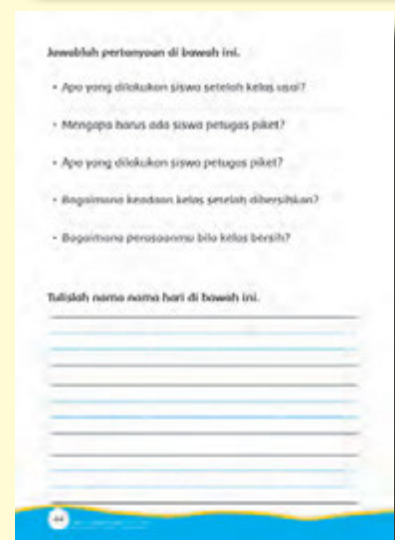 Jawablah pertanyaan di bawah ini.
• Apa yang dilakukan siswa setelah kelas usai?
• Mengapa harus ada siswa petugas piket?
• Apa yang dilakukan siswa petugas piket?
• Bagaimana keadaan kelas setelah dibersihkan?
• Bagaimana perasaanmu bila kelas bersih?
Tulislah nama nama hari di bawah ini.